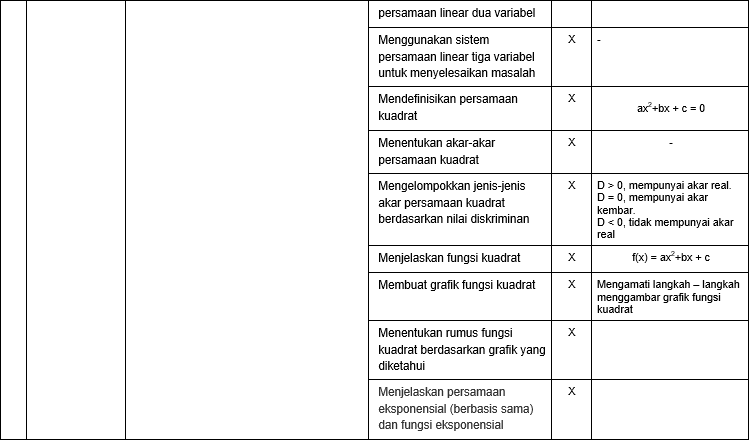 persamaan linear dua variabel
Menggunakan sistem
persamaan linear tiga variabel
untuk menyelesaikan masalah
X
-
Mendefinisikan persamaan
kuadrat
X
ax²+bx + c = 0
Menentukan akar-akar
persamaan kuadrat
X
-
Mengelompokkan jenis-jenis
akar persamaan kuadrat
berdasarkan nilai diskriminan
X
D > 0, mempunyai akar real.
D = 0, mempunyai akar
kembar.
D < 0, tidak mempunyai akar
real
Menjelaskan fungsi kuadrat
X
f(x) = ax²+bx + c
Membuat grafik fungsi kuadrat
X
Mengamati langkah – langkah
menggambar grafik fungsi
kuadrat
Menentukan rumus fungsi
kuadrat berdasarkan grafik yang
diketahui
X
Menjelaskan persamaan
eksponensial (berbasis sama)
dan fungsi eksponensial
X